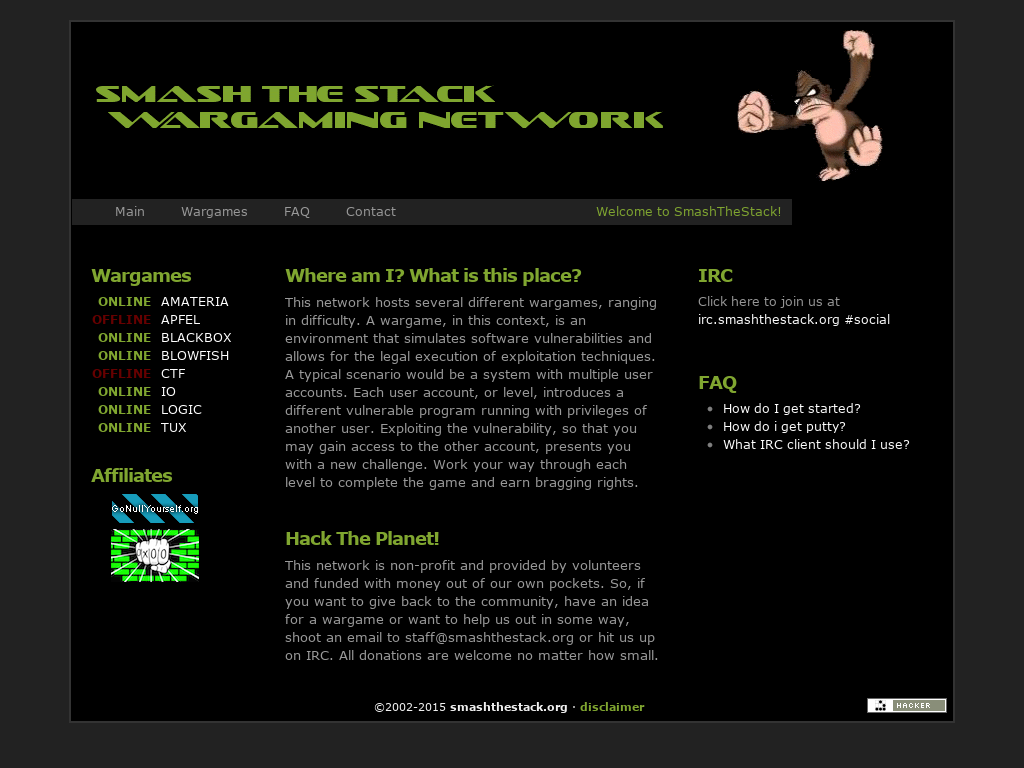 SMASH THE STACK
WARGAMING NETWORK
Main Wargames FAQ Contact Welcome to SmashTheStack!
Wargames
ONLINE AMATERIA
OFFLINE APFEL
ONLINE BLACKBOX
ONLINE BLOWFISH
OFFLINE CTF
ONLINE IO
ONLINE LOGIC
ONLINE TUX
Affiliates
GoNullYourself.org
Where am I? What is this place?
This network hosts several different wargames, ranging
in difficulty. A wargame, in this context, is an
environment that simulates software vulnerabilities and
allows for the legal execution of exploitation techniques.
A typical scenario would be a system with multiple user
accounts. Each user account, or level, introduces a
different vulnerable program running with privileges of
another user. Exploiting the vulnerability, so that you
may gain access to the other account, presents you
with a new challenge. Work your way through each
level to complete the game and earn bragging rights.
Hack The Planet!
This network is non-profit and provided by volunteers
and funded with money out of our own pockets. So, if
you want to give back to the community, have an idea
for a wargame or want to help us out in some way,
shoot an email to staff@smashthestack.org or hit us up
on IRC. All donations are welcome no matter how small.
IRC
Click here to join us at
irc.smashthestack.org #social
FAQ
How do I get started?
How do i get putty?
What IRC client should I use?
©2002-2015 smashthestack.org · disclaimer
HACKER